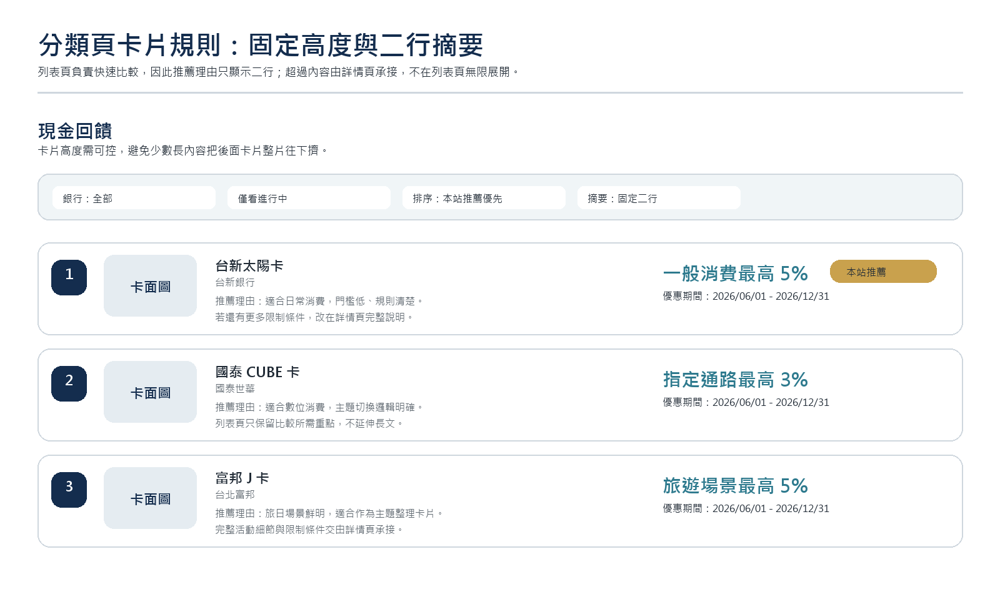 分類頁卡片規則：固定高度與二行摘要
列表頁負責快速比較，因此推薦理由只顯示二行；超過內容由詳情頁承接，不在列表頁無限展開。
現金回饋
卡片高度需可控，避免少數長內容把後面卡片整片往下擠。
銀行：全部
僅看進行中
排序：本站推薦優先
摘要：固定二行
1
卡面圖
台新太陽卡
台新銀行
推薦理由：適合日常消費，門檻低、規則清楚。
若還有更多限制條件，改在詳情頁完整說明。
一般消費最高 5%
本站推薦
優惠期間：2026/06/01 - 2026/12/31
2
卡面圖
國泰 CUBE 卡
國泰世華
推薦理由：適合數位消費，主題切換邏輯明確。
列表頁只保留比較所需重點，不延伸長文。
指定通路最高 3%
優惠期間：2026/06/01 - 2026/12/31
3
卡面圖
富邦 J 卡
台北富邦
推薦理由：旅日場景鮮明，適合作為主題整理卡片。
完整活動細節與限制條件交由詳情頁承接。
旅遊場景最高 5%
優惠期間：2026/06/01 - 2026/12/31